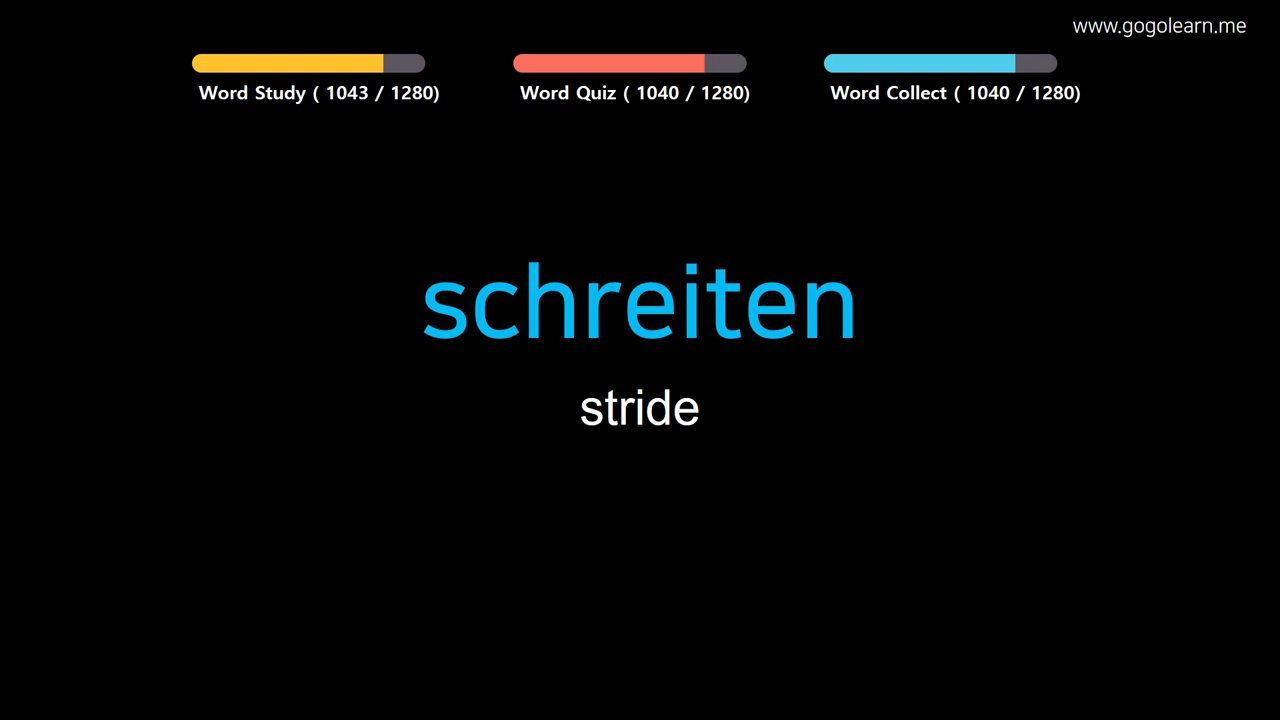 www.gogolearn.me
Word Study ( 1043 / 1280)
Word Quiz ( 1040 / 1280)
Word Collect ( 1040 / 1280)
schreiten
stride